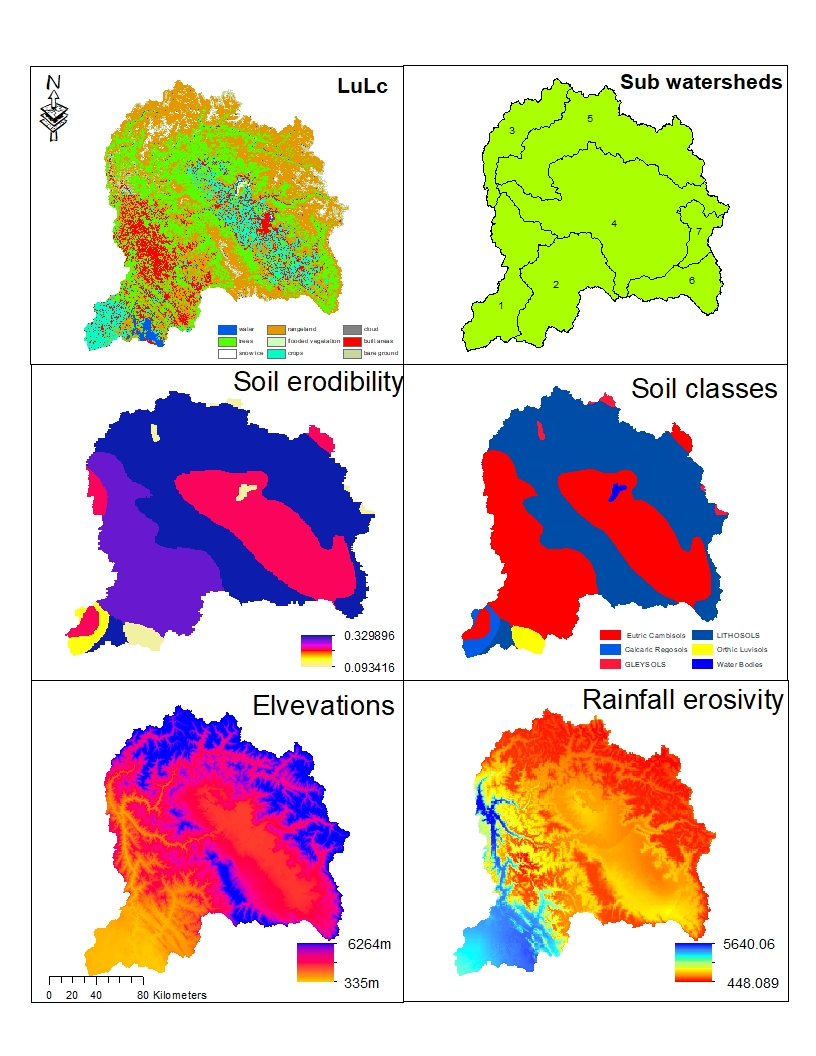 N
LuLc
water
rangeland
cloud
trees
flooded vegetation
built areas
snow ice
crops
bare ground
Sub watersheds
3
5
4
7
6
2
1
Soil erodibility
0.329896
0.093416
Soil classes
Eutric Cambisols
LITHOSOLS
Calcaric Regosols
Orthic Luvisols
GLEYSOLS
Water Bodies
Elvevations
6264m
335m
0 20 40 80 Kilometers
Rainfall erosivity
5640.06
448.089